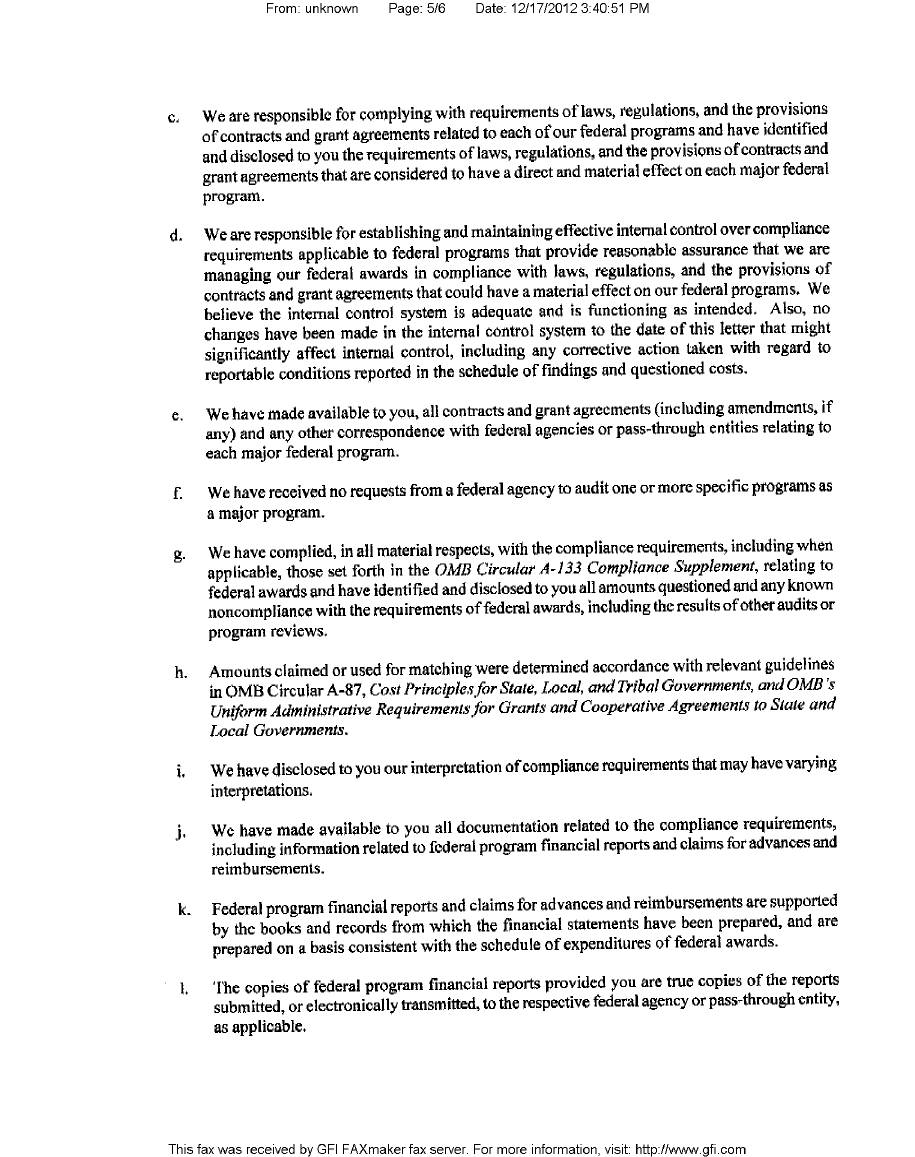 From: unknown Page: 5/6 Date: 12/17/2012 3:40:51 PM
c. We are responsible for complying with requirements of laws, regulations, and the provisions
of contracts and grant agreements related to each of our federal programs and have identified
and disclosed to you the requirements of laws, regulations, and the provisions of contracts and
grant agreements that are considered to have a direct and material effect on each major federal
program.
d. We are responsible for establishing and maintaining effective internal control over compliance
requirements applicable to federal programs that provide reasonable assurance that we are
managing our federal awards in compliance with laws, regulations, and the provisions of
contracts and grant agreements that could have a material effect on our federal programs. We
believe the internal control system is adequate and is functioning as intended. Also, no
changes have been made in the internal control system to the date of this letter that might
significantly affect internal control, including any corrective action taken with regard to
reportable conditions reported in the schedule of findings and questioned costs.
e. We have made available to you, all contracts and grant agreements (including amendments, if
any) and any other correspondence with federal agencies or pass-through entities relating to
each major federal program.
f. We have received no requests from a federal agency to audit one or more specific programs as
a major program.
g. We have complied, in all material respects, with the compliance requirements, including when
applicable, those set forth in the OMB Circular A-133 Compliance Supplement, relating to
federal awards and have identified and disclosed to you all amounts questioned and any known
noncompliance with the requirements of federal awards, including the results of other audits or
program reviews.
h. Amounts claimed or used for matching were determined accordance with relevant guidelines
in OMB Circular A-87, Cost Principles for State, Local, and Tribal Governments, and OMB's
Uniform Administrative Requirements for Grants and Cooperative Agreements to State and
Local Governments.
i. We have disclosed to you our interpretation of compliance requirements that may have varying
interpretations.
j. We have made available to you all documentation related to the compliance requirements,
including information related to federal program financial reports and claims for advances and
reimbursements.
k. Federal program financial reports and claims for advances and reimbursements are supported
by the books and records from which the financial statements have been prepared, and are
prepared on a basis consistent with the schedule of expenditures of federal awards.
l. The copies of federal program financial reports provided you are true copies of the reports
submitted, or electronically transmitted, to the respective federal agency or pass-through entity,
as applicable.
This fax was received by GFI FAXmaker fax server. For more information, visit: http://www.gfi.com